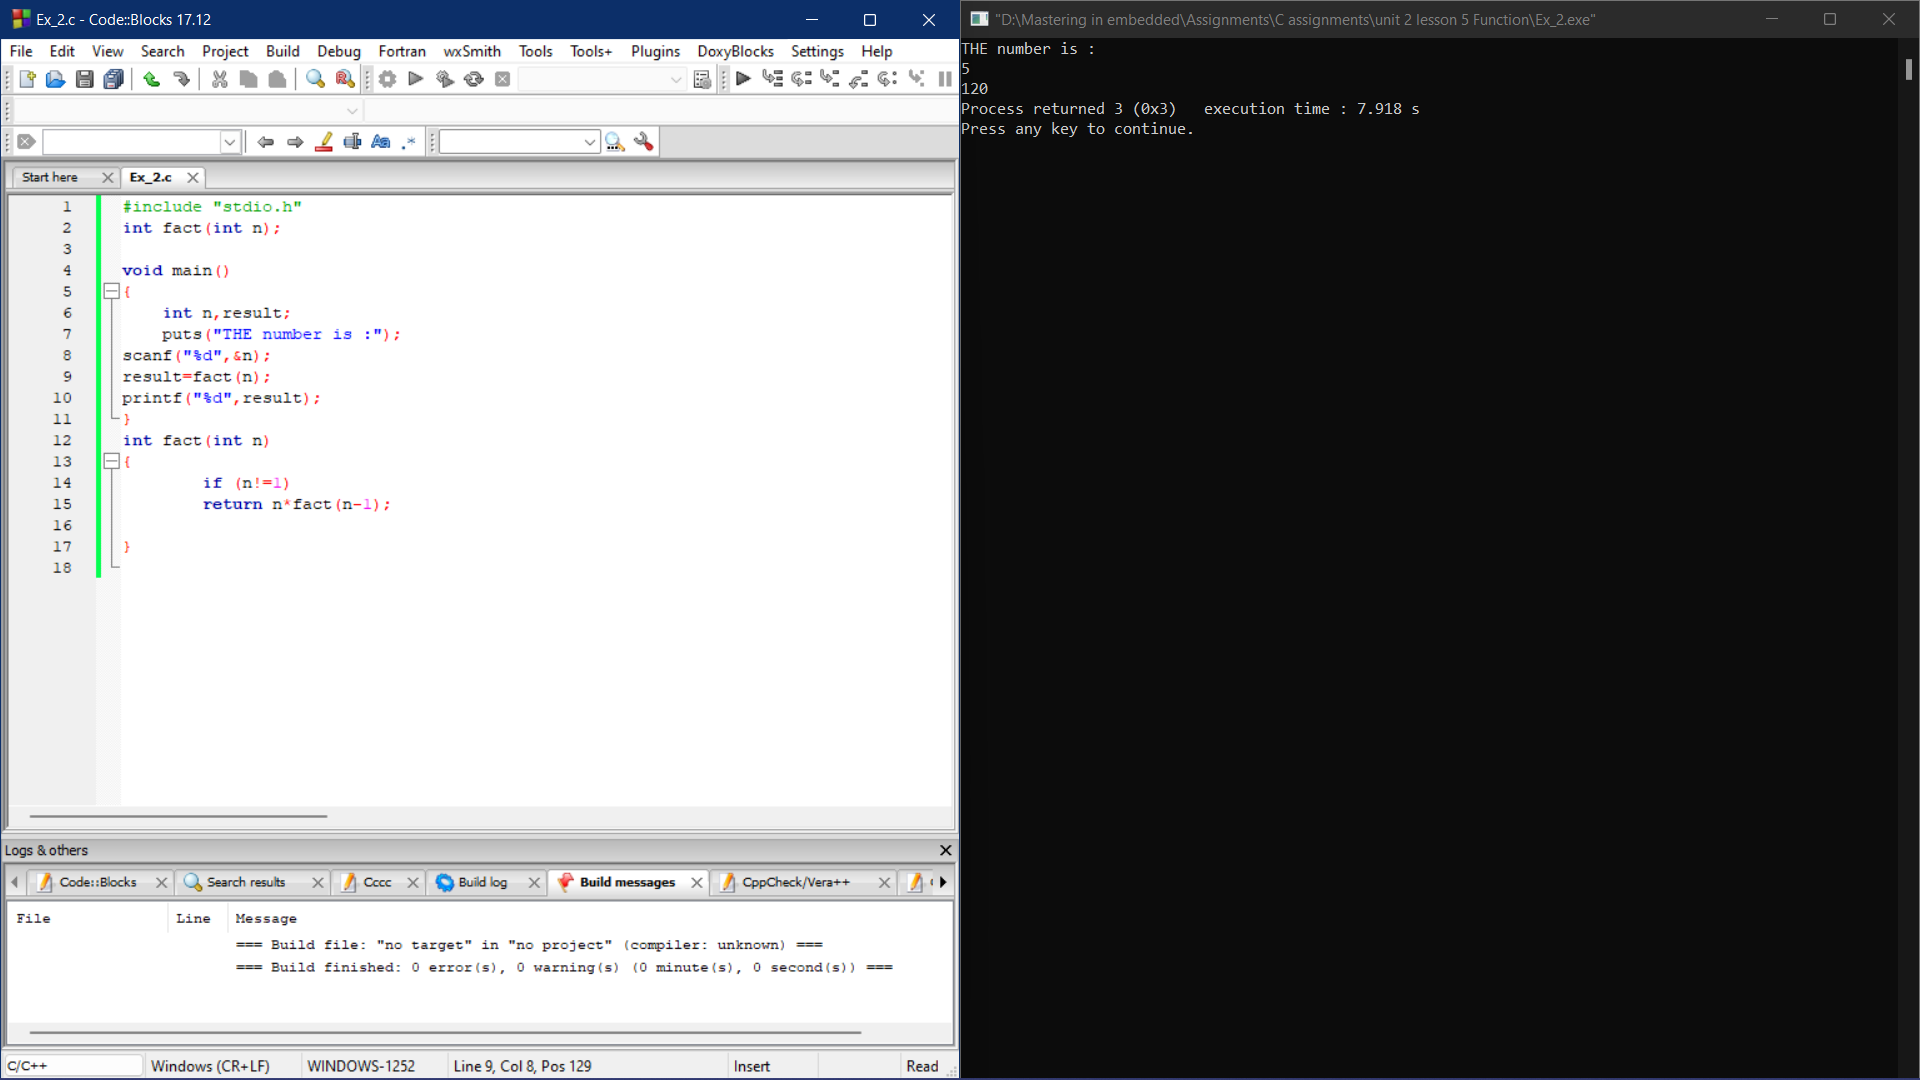 Ex_2.c - Code::Blocks 17.12
File Edit View Search Project Build Debug Fortran wxSmith Tools Tools+ Plugins DoxyBlocks Settings Help
Start here Ex_2.c
1 #include "stdio.h"
2 int fact(int n);
3
4 void main()
5 {
6 int n,result;
7 puts("THE number is :");
8 scanf("%d",&n);
9 result=fact(n);
10 printf("%d",result);
11 }
12 int fact(int n)
13 {
14 if (n!=1)
15 return n*fact(n-1);
16
17 }
18
Logs & others
Code::Blocks Search results Cccc Build log Build messages CppCheck/Vera++
File Line Message
=== Build file: "no target" in "no project" (compiler: unknown) ===
=== Build finished: 0 error(s), 0 warning(s) (0 minute(s), 0 second(s)) ===
C/C++ Windows (CR+LF) WINDOWS-1252 Line 9, Col 8, Pos 129 Insert Read
"D:\Mastering in embedded\Assignments\C assignments\unit 2 lesson 5 Function\Ex_2.exe"
THE number is :
5
120
Process returned 3 (0x3) execution time : 7.918 s
Press any key to continue.